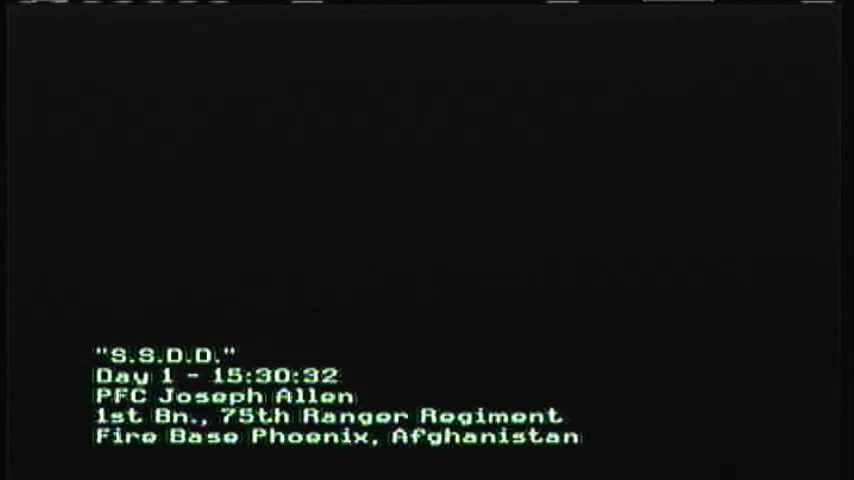 "S.S.D.D."
Day 1 - 15:30:32
PFC Joseph Allen
1st Bn., 75th Ranger Regiment
Fire Base Phoenix, Afghanistan